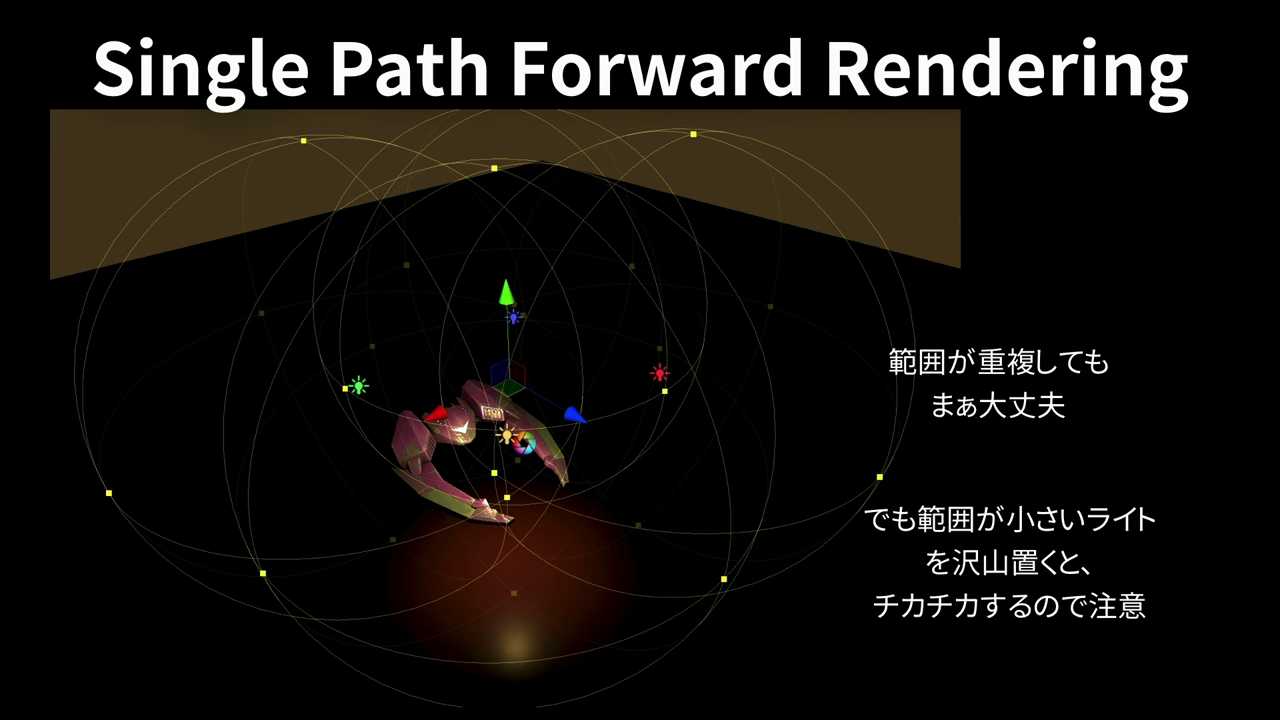 Single Path Forward Rendering
範囲が重複しても
まぁ大丈夫
でも範囲が小さいライト
を沢山置くと、
チカチカするので注意